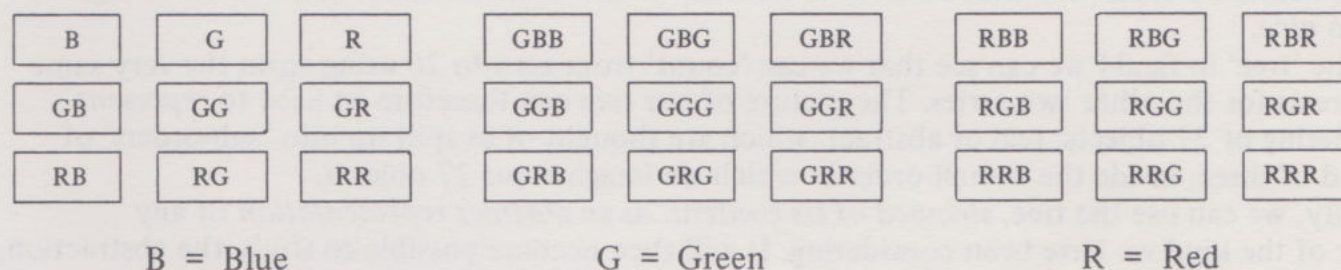 B G R GBB GBG GBR RBB RBG RBR
GB GG GR GGB GGG GGR RGB RGG RGR
RB RG RR GRB GRG GRR RRB RRG RRR
B = Blue G = Green R = Red